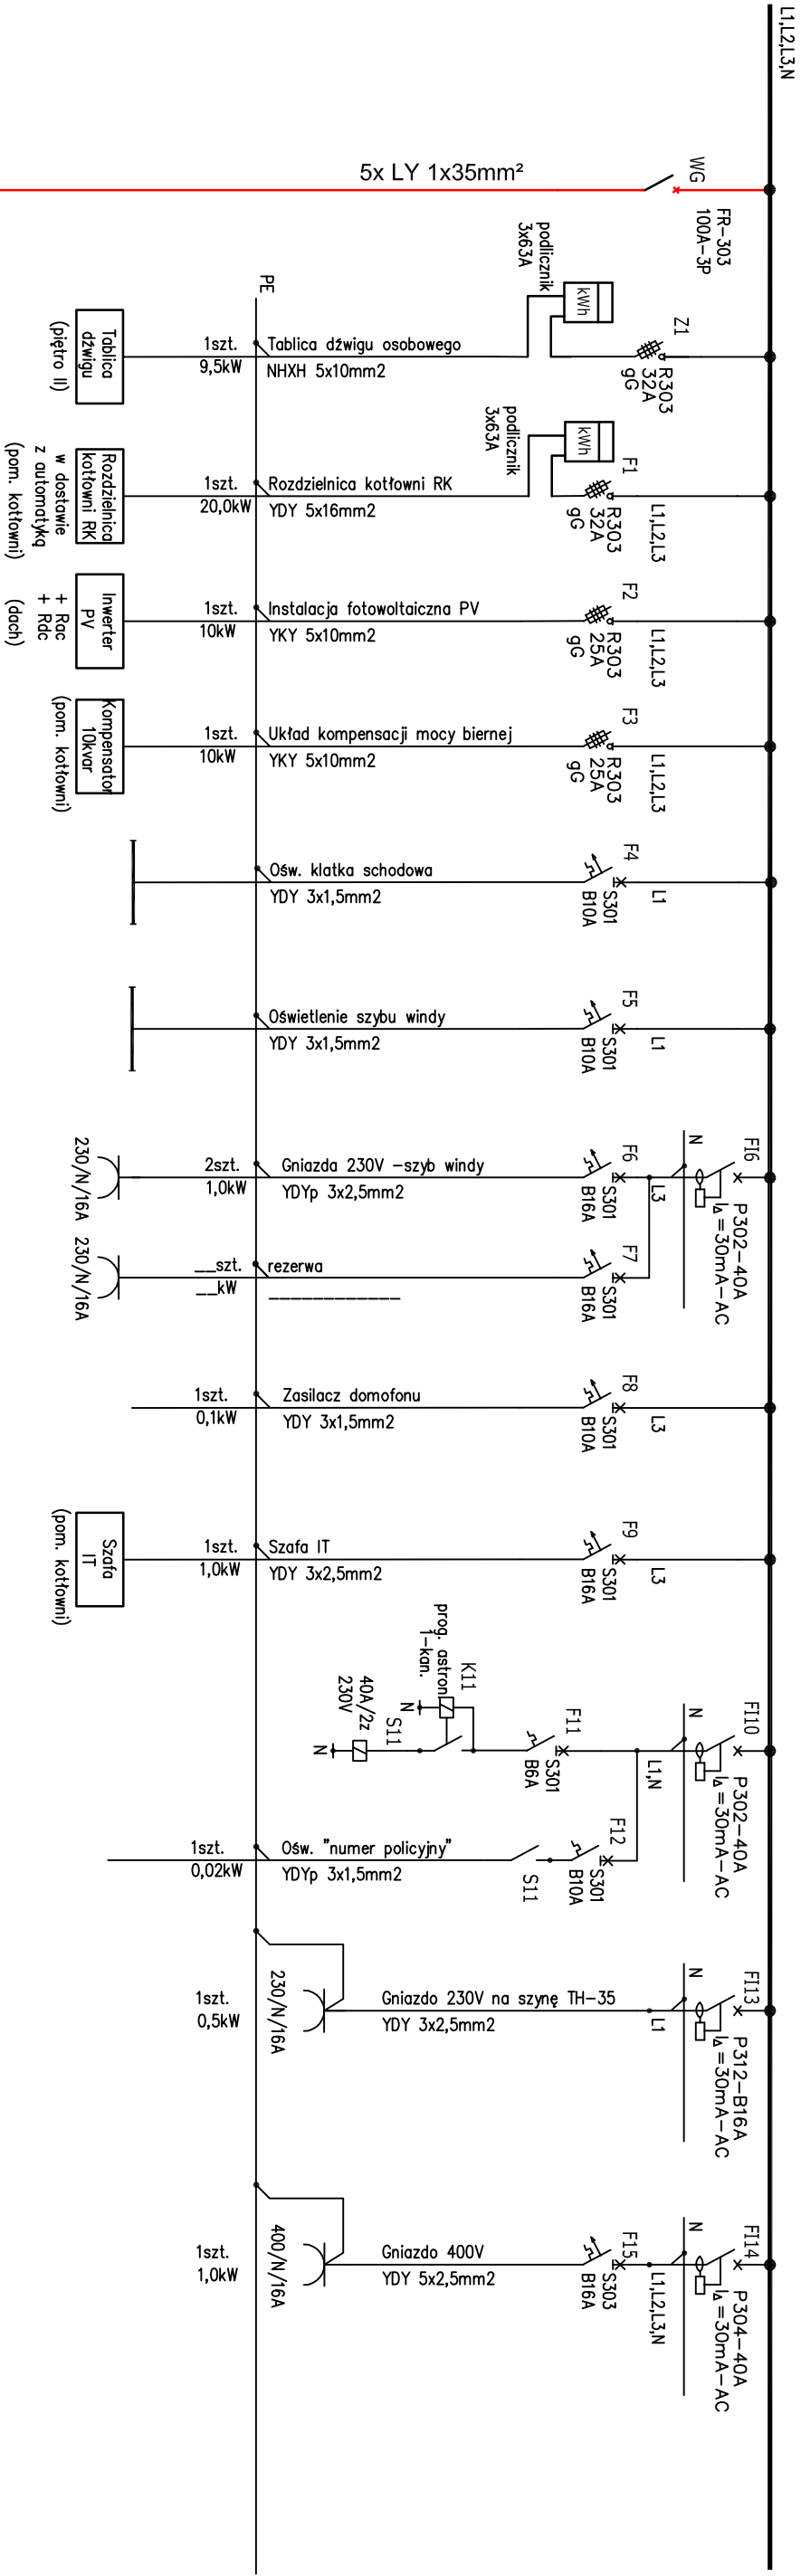 L1,L2,L3,N
5x LY 1x35mm²
WG
FR-303
100A-3P
PE
podlicznik
3x63A
kWh
Z1
R303
32A
gG
Tablica dźwigu osobowego
NHXH 5x10mm2
1szt.
9,5kW
Tablica
dźwigu
(piętro II)
podlicznik
3x63A
kWh
F1
R303
32A
gG
L1,L2,L3
Rozdzielnica kotłowni RK
YDY 5x16mm2
1szt.
20,0kW
Rozdzielnica
kotłowni RK
w dostawie
z automatyką
(pom. kotłowni)
F2
R303
25A
gG
L1,L2,L3
Instalacja fotowoltaiczna PV
YKY 5x10mm2
1szt.
10kW
Inwerter
PV
+ Rac
+ Rdc
(dach)
F3
R303
25A
gG
L1,L2,L3
Układ kompensacji mocy biernej
YKY 5x10mm2
1szt.
10kW
Kompensator
10kvar
(pom. kotłowni)
F4
S301
B10A
L1
Ośw. klatka schodowa
YDY 3x1,5mm2
F5
S301
B10A
L1
Oświetlenie szybu windy
YDY 3x1,5mm2
FI6
P302-40A
I∆=30mA-AC
N
L3
F6
S301
B16A
Gniazda 230V -szyb windy
YDYp 3x2,5mm2
2szt.
1,0kW
230/N/16A
F7
S301
B16A
rezerwa
____________
__szt.
__kW
230/N/16A
F8
S301
B10A
L3
Zasilacz domofonu
YDY 3x1,5mm2
1szt.
0,1kW
F9
S301
B16A
L3
Szafa IT
YDY 3x2,5mm2
1szt.
1,0kW
Szafa
IT
(pom. kotłowni)
FI10
P302-40A
I∆=30mA-AC
N
L1,N
F11
S301
B6A
K11
prog. astron
1-kan.
N
S11
40A/2z
230V
N
F12
S301
B10A
S11
Ośw. "numer policyjny"
YDYp 3x1,5mm2
1szt.
0,02kW
FI13
P312-B16A
I∆=30mA-AC
N
L1
Gniazdo 230V na szynę TH-35
YDY 3x2,5mm2
230/N/16A
1szt.
0,5kW
FI14
P304-40A
I∆=30mA-AC
N
L1,L2,L3,N
F15
S303
B16A
Gniazdo 400V
YDY 5x2,5mm2
400/N/16A
1szt.
1,0kW